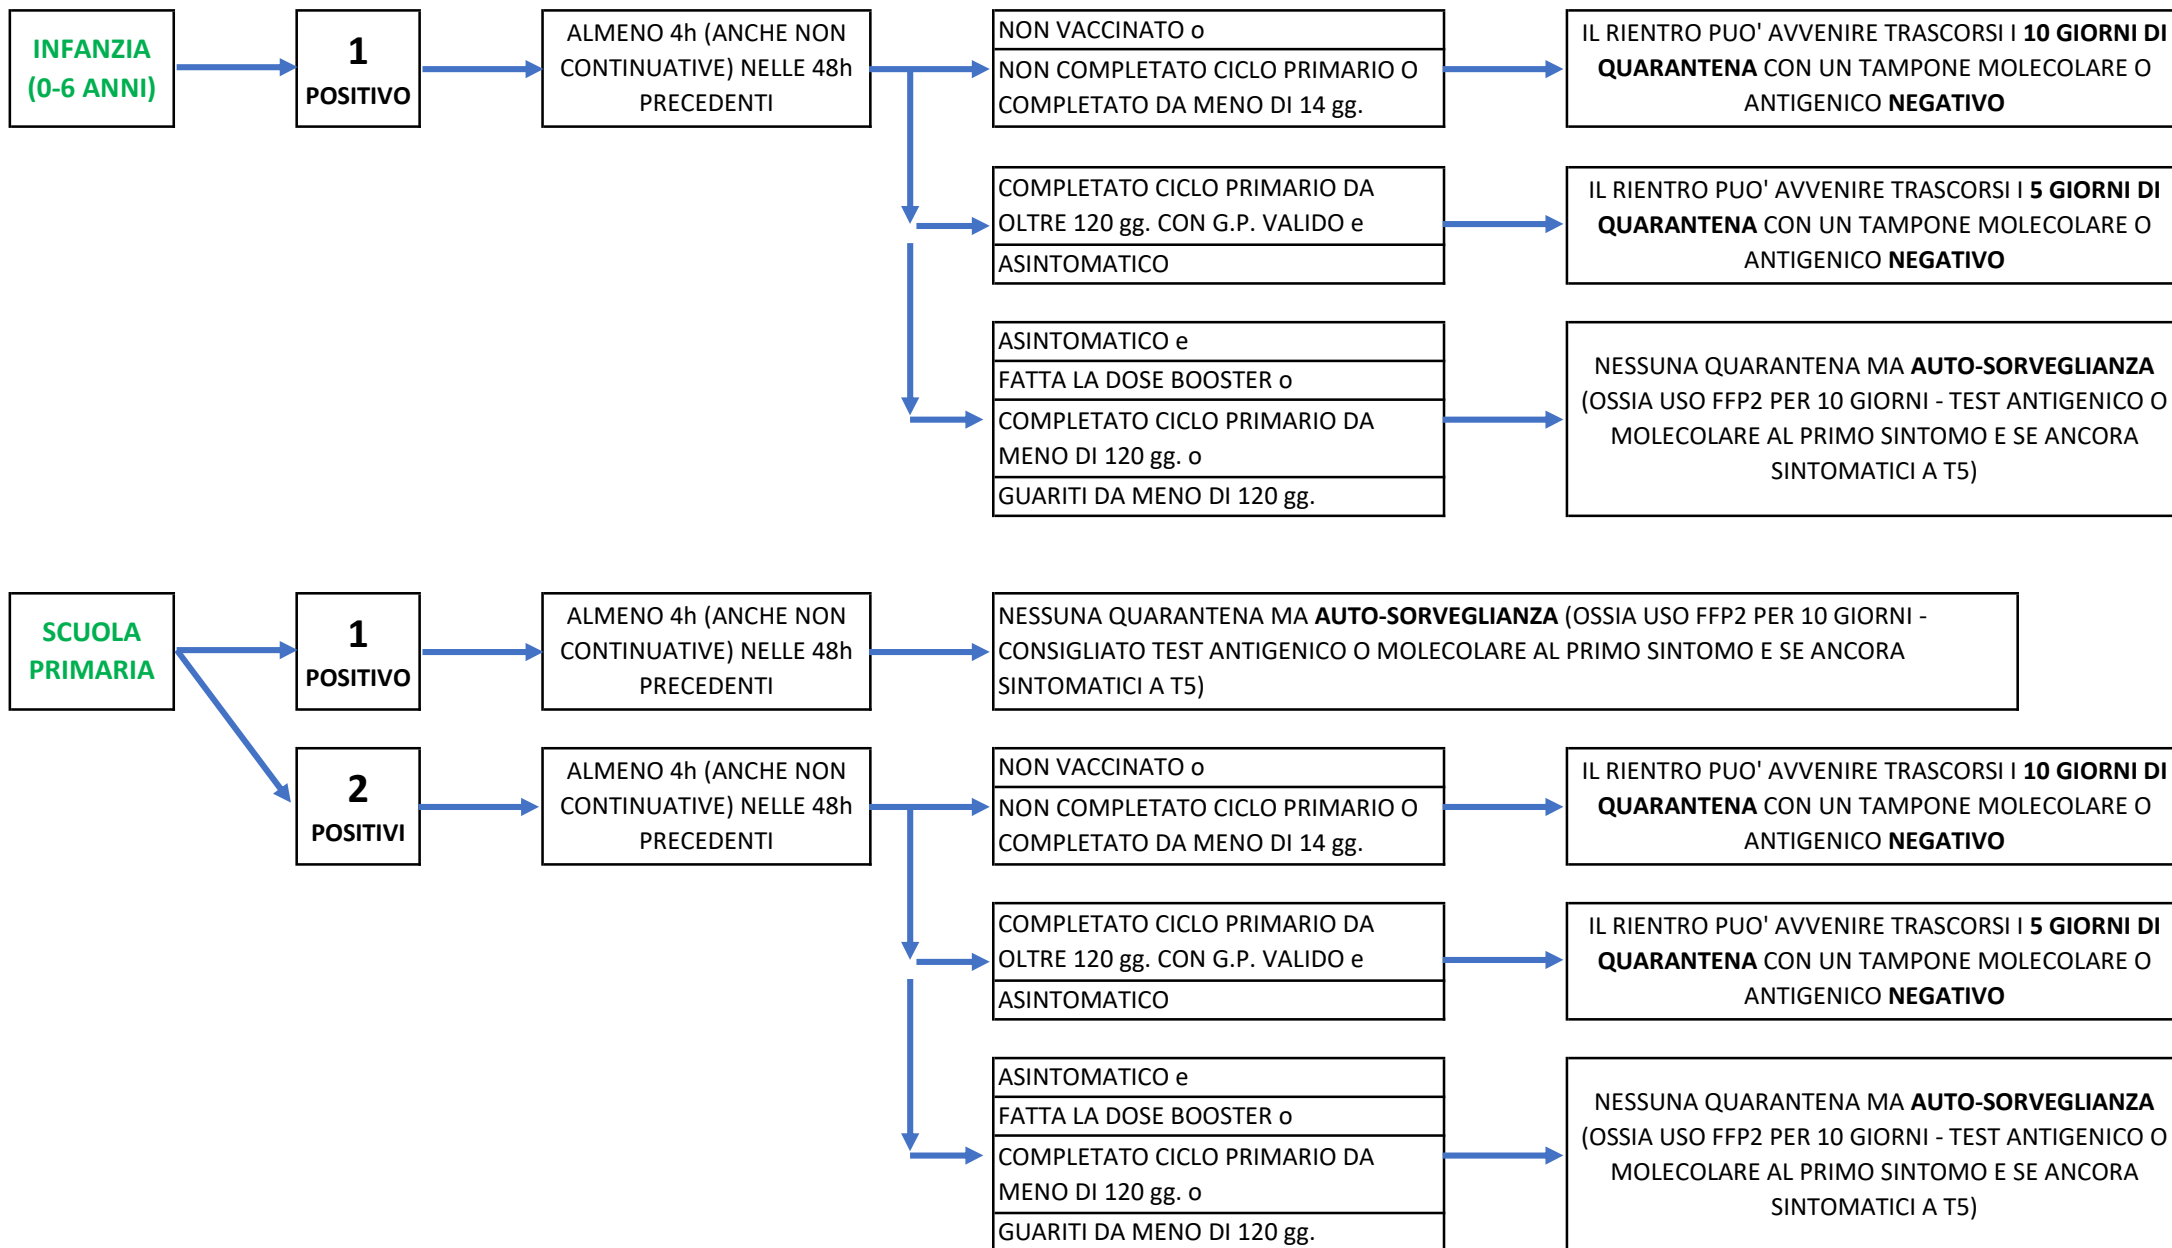 INFANZIA
(0-6 ANNI)
1
POSITIVO
ALMENO 4h (ANCHE NON
CONTINUATIVE) NELLE 48h
PRECEDENTI
NON VACCINATO o
NON COMPLETATO CICLO PRIMARIO O
COMPLETATO DA MENO DI 14 gg.
IL RIENTRO PUO' AVVENIRE TRASCORSI I 10 GIORNI DI
QUARANTENA CON UN TAMPONE MOLECOLARE O
ANTIGENICO NEGATIVO
COMPLETATO CICLO PRIMARIO DA
OLTRE 120 gg. CON G.P. VALIDO e
ASINTOMATICO
IL RIENTRO PUO' AVVENIRE TRASCORSI I 5 GIORNI DI
QUARANTENA CON UN TAMPONE MOLECOLARE O
ANTIGENICO NEGATIVO
ASINTOMATICO e
FATTA LA DOSE BOOSTER o
COMPLETATO CICLO PRIMARIO DA
MENO DI 120 gg. o
GUARITI DA MENO DI 120 gg.
NESSUNA QUARANTENA MA AUTO-SORVEGLIANZA
(OSSIA USO FFP2 PER 10 GIORNI - TEST ANTIGENICO O
MOLECOLARE AL PRIMO SINTOMO E SE ANCORA
SINTOMATICI A T5)
SCUOLA
PRIMARIA
1
POSITIVO
ALMENO 4h (ANCHE NON
CONTINUATIVE) NELLE 48h
PRECEDENTI
NESSUNA QUARANTENA MA AUTO-SORVEGLIANZA (OSSIA USO FFP2 PER 10 GIORNI -
CONSIGLIATO TEST ANTIGENICO O MOLECOLARE AL PRIMO SINTOMO E SE ANCORA
SINTOMATICI A T5)
2
POSITIVI
ALMENO 4h (ANCHE NON
CONTINUATIVE) NELLE 48h
PRECEDENTI
NON VACCINATO o
NON COMPLETATO CICLO PRIMARIO O
COMPLETATO DA MENO DI 14 gg.
IL RIENTRO PUO' AVVENIRE TRASCORSI I 10 GIORNI DI
QUARANTENA CON UN TAMPONE MOLECOLARE O
ANTIGENICO NEGATIVO
COMPLETATO CICLO PRIMARIO DA
OLTRE 120 gg. CON G.P. VALIDO e
ASINTOMATICO
IL RIENTRO PUO' AVVENIRE TRASCORSI I 5 GIORNI DI
QUARANTENA CON UN TAMPONE MOLECOLARE O
ANTIGENICO NEGATIVO
ASINTOMATICO e
FATTA LA DOSE BOOSTER o
COMPLETATO CICLO PRIMARIO DA
MENO DI 120 gg. o
GUARITI DA MENO DI 120 gg.
NESSUNA QUARANTENA MA AUTO-SORVEGLIANZA
(OSSIA USO FFP2 PER 10 GIORNI - TEST ANTIGENICO O
MOLECOLARE AL PRIMO SINTOMO E SE ANCORA
SINTOMATICI A T5)